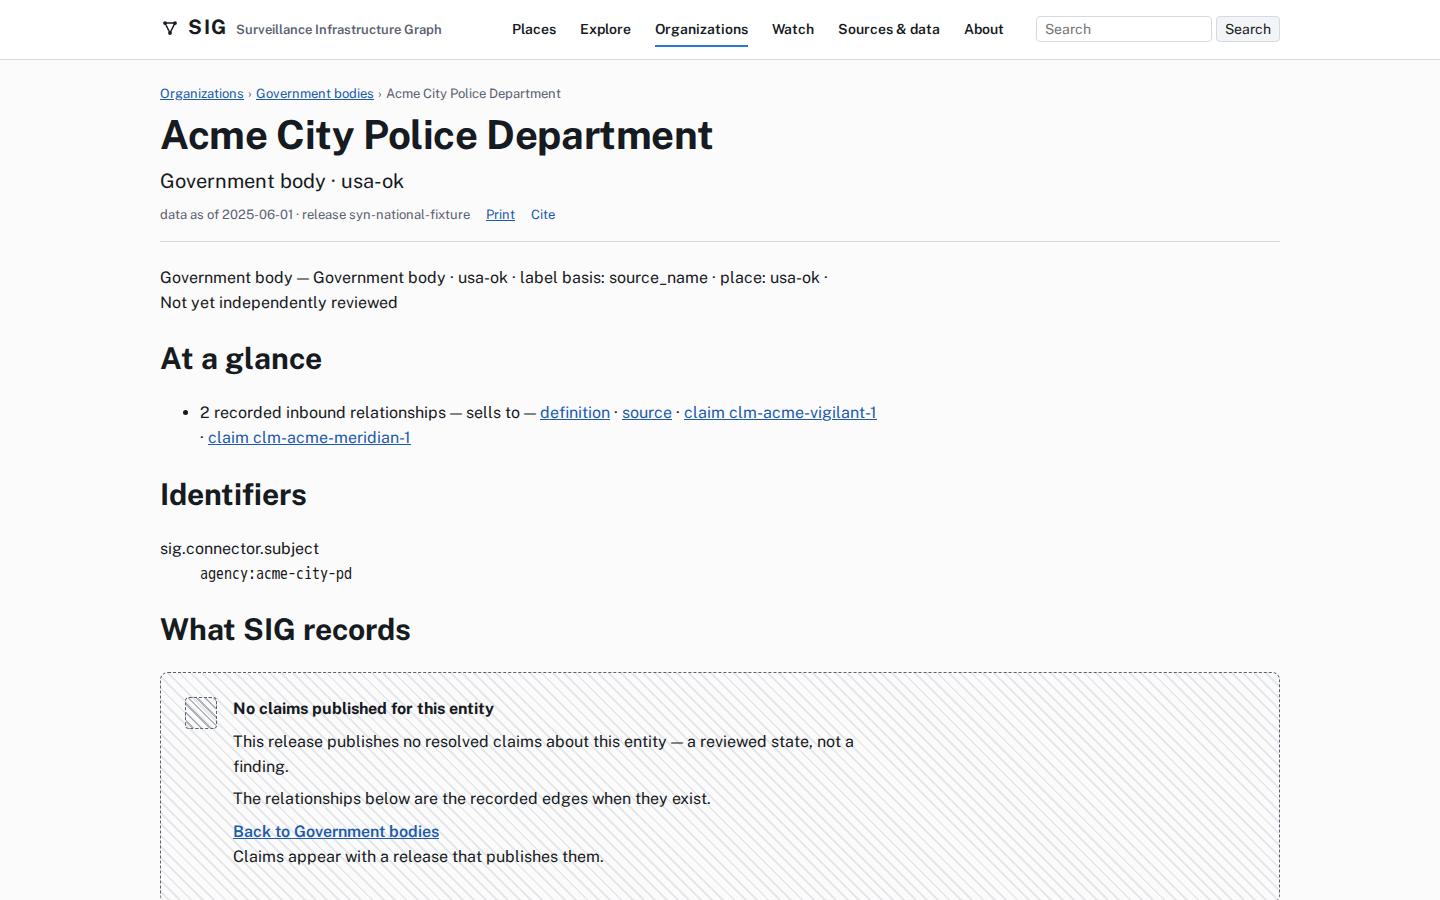 SIG Surveillance Infrastructure Graph Places Explore Organizations Watch Sources & data About Search Search
Organizations › Government bodies › Acme City Police Department
Acme City Police Department
Government body · usa-ok
data as of 2025-06-01 · release syn-national-fixture Print Cite
Government body — Government body · usa-ok · label basis: source_name · place: usa-ok ·
Not yet independently reviewed
At a glance
• 2 recorded inbound relationships — sells to — definition · source · claim clm-acme-vigilant-1
· claim clm-acme-meridian-1
Identifiers
sig.connector.subject
agency:acme-city-pd
What SIG records
No claims published for this entity
This release publishes no resolved claims about this entity — a reviewed state, not a
finding.
The relationships below are the recorded edges when they exist.
Back to Government bodies
Claims appear with a release that publishes them.